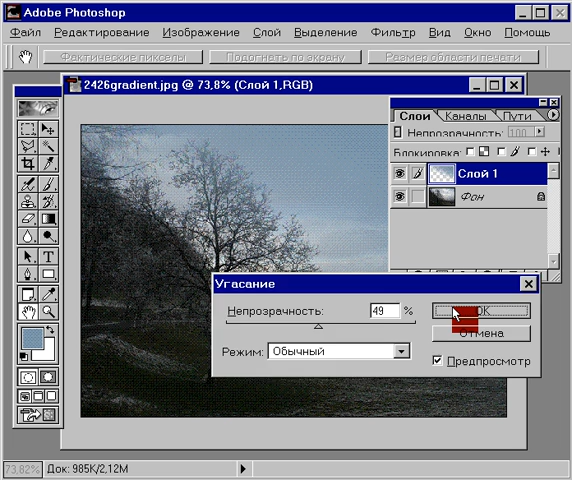 Adobe Photoshop
Файл Редактирование Изображение Слой Выделение Фильтр Вид Окно Помощь
Фактические пикселы Подогнать по экрану Размер области печати
2426gradient.jpg @ 73,8% (Слой 1,RGB)
Слои Каналы Пути
Непрозрачность: 100
Блокировка:
Слой 1
Фон
Угасание
Непрозрачность: 49 %
OK
Отмена
Режим: Обычный
Предпросмотр
73,82% Док: 985K/2,12M